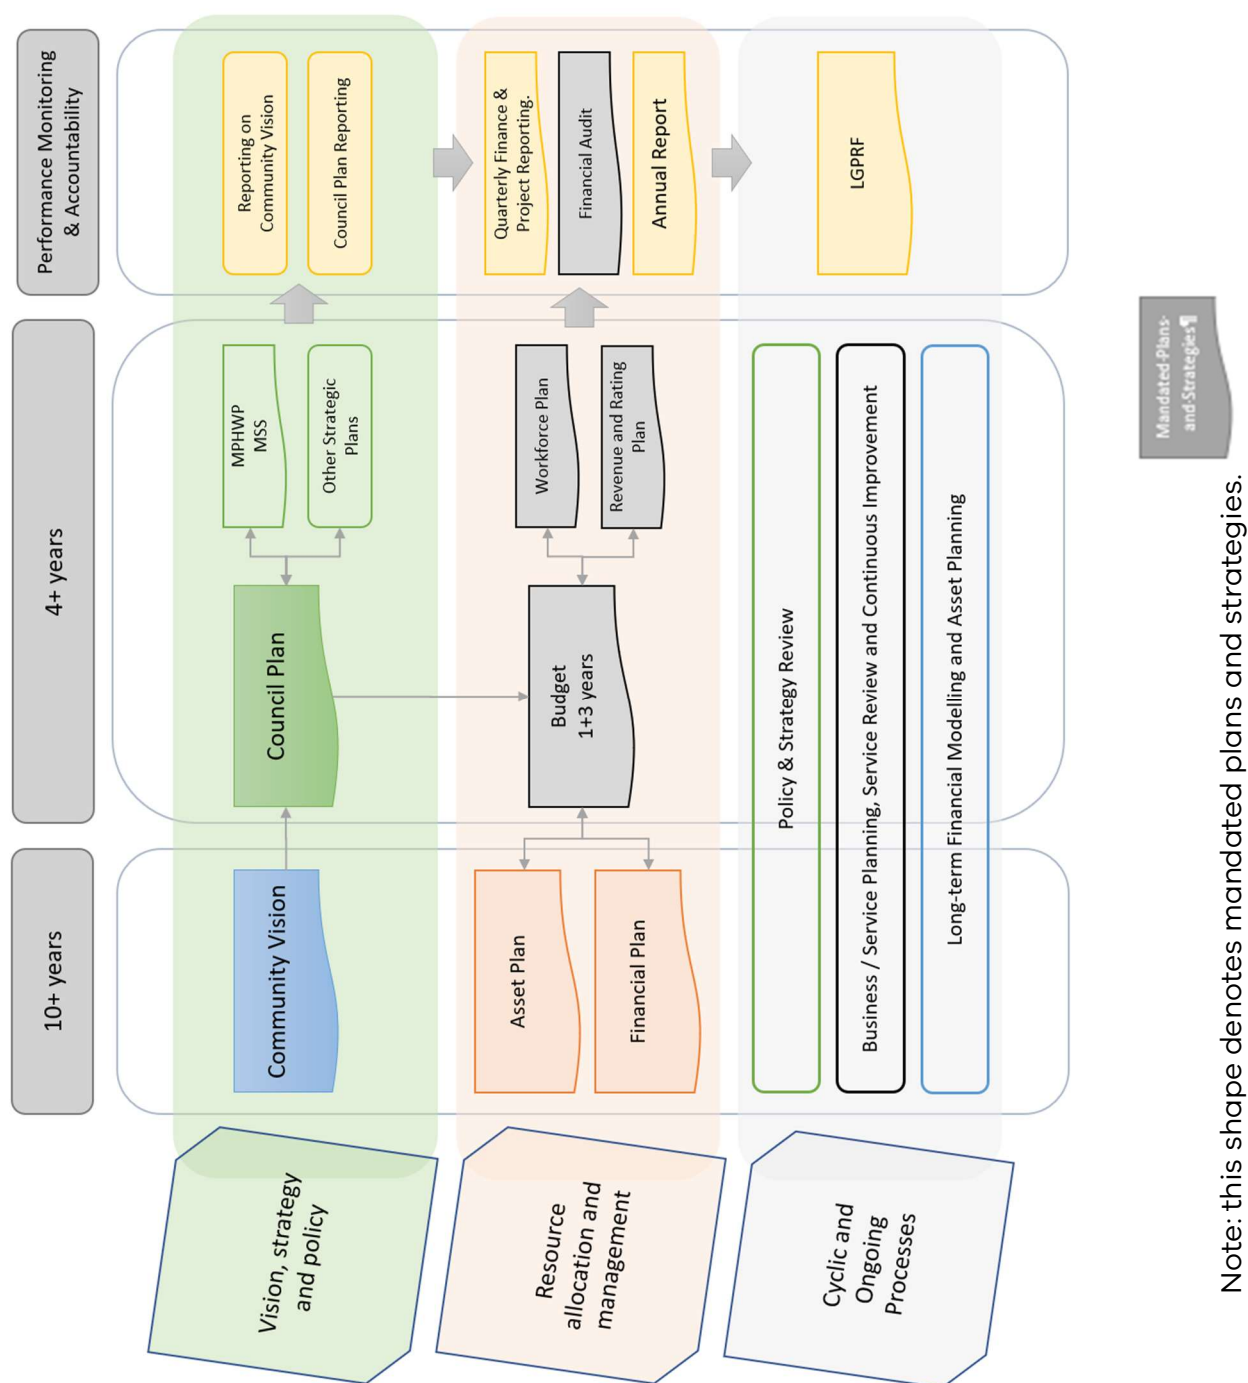 10+ years
4+ years
Performance Monitoring
& Accountability
Vision, strategy
and policy
Community Vision
Council Plan
MPHWP
MSS
Other Strategic
Plans
Reporting on
Community Vision
Council Plan Reporting
Resource
allocation and
management
Asset Plan
Financial Plan
Budget
1+3 years
Workforce Plan
Revenue and Rating
Plan
Quarterly Finance &
Project Reporting.
Financial Audit
Annual Report
Cyclic and
Ongoing
Processes
Policy & Strategy Review
Business / Service Planning, Service Review and Continuous Improvement
Long-term Financial Modelling and Asset Planning
LGPRF
Mandated·Plans·
and·Strategies¶
Note: this shape denotes mandated plans and strategies.